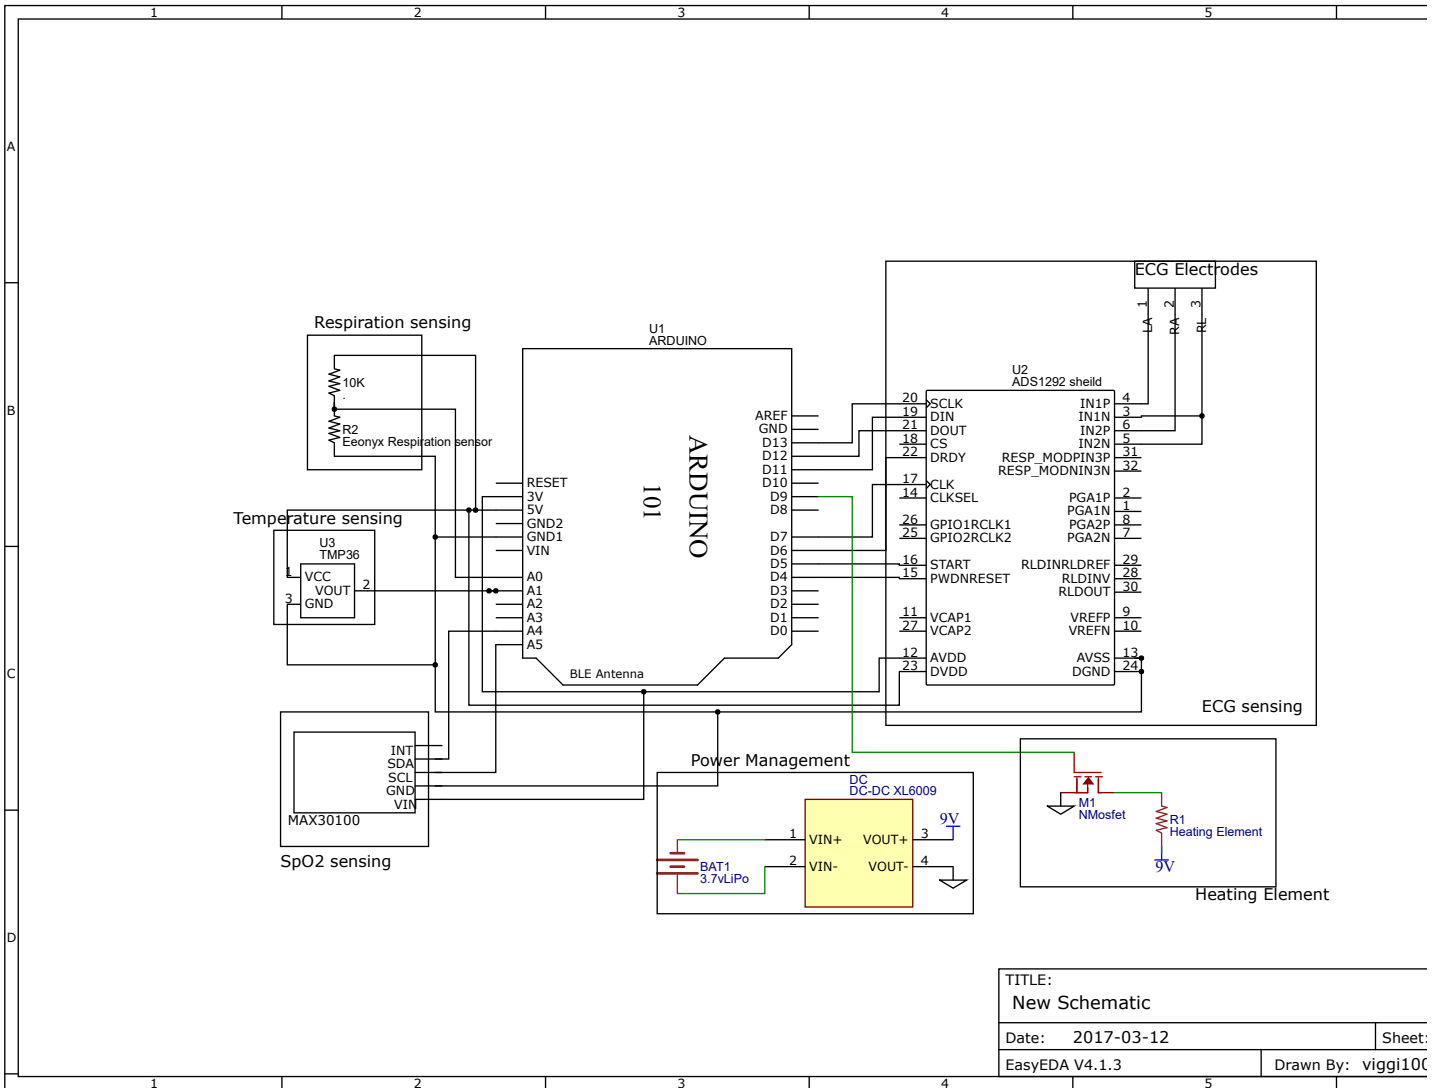 1 2 3 4 5
A
B
C
D
Respiration sensing
10K
.
R2
Eeonyx Respiration sensor
Temperature sensing
U3
TMP36
1 VCC
VOUT 2
3 GND
INT
SDA
SCL
GND
VIN
MAX30100
SpO2 sensing
U1
ARDUINO
ARDUINO
101
RESET
3V
5V
GND2
GND1
VIN
A0
A1
A2
A3
A4
A5
AREF
GND
D13
D12
D11
D10
D9
D8
D7
D6
D5
D4
D3
D2
D1
D0
BLE Antenna
ECG Electrodes
1 2 3
LA RA RL
U2
ADS1292 sheild
20 SCLK
19 DIN
21 DOUT
18 CS
22 DRDY
17 CLK
14 CLKSEL
26 GPIO1RCLK1
25 GPIO2RCLK2
16 START
15 PWDNRESET
11 VCAP1
27 VCAP2
12 AVDD
23 DVDD
IN1P 4
IN1N 3
IN2P 6
IN2N 5
RESP_MODPIN3P 31
RESP_MODNIN3N 32
PGA1P 2
PGA1N 1
PGA2P 8
PGA2N 7
RLDINRLDREF 29
RLDINV 28
RLDOUT 30
VREFP 9
VREFN 10
AVSS 13
DGND 24
ECG sensing
Power Management
DC
DC-DC XL6009
1 VIN+
2 VIN-
VOUT+ 3
VOUT- 4
9V
BAT1
3.7vLiPo
M1
NMosfet
R1
Heating Element
9V
Heating Element
TITLE:
New Schematic
Date: 2017-03-12
Sheet:
EasyEDA V4.1.3
Drawn By: viggi100
1 2 3 4 5